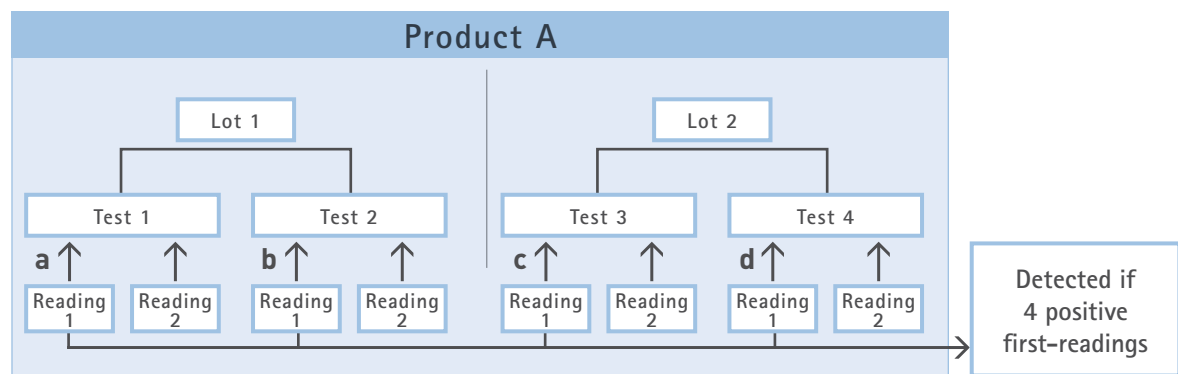 Product A
Lot 1
Lot 2
Test 1
Test 2
Test 3
Test 4
a
b
c
d
Reading
1
Reading
2
Reading
1
Reading
2
Reading
1
Reading
2
Reading
1
Reading
2
Detected if
4 positive
first-readings